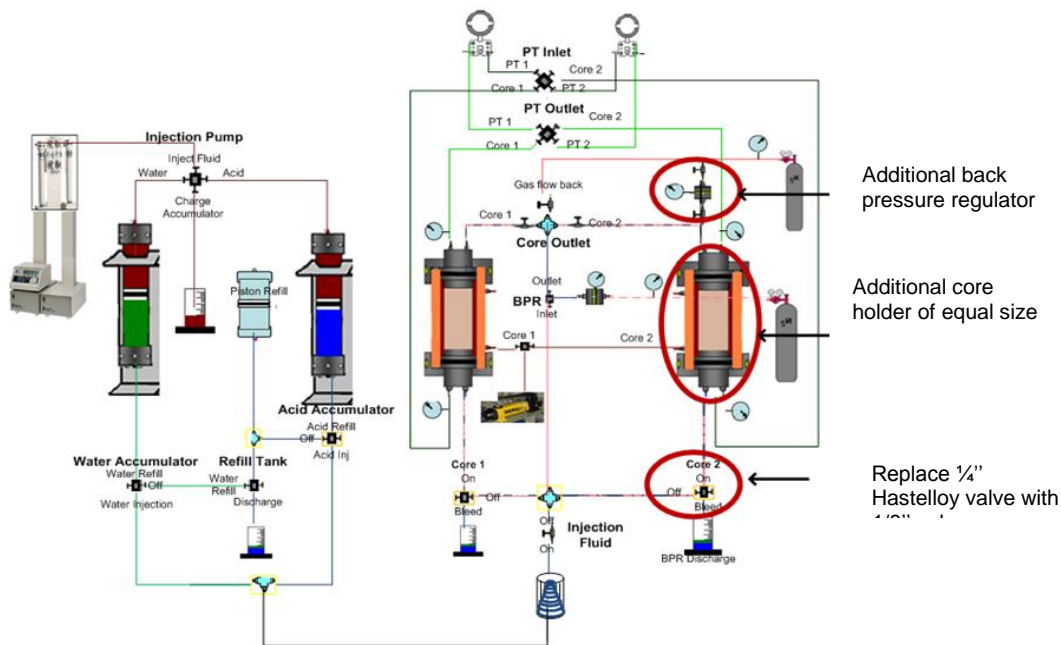 PT Inlet
PT 1
Core 2
Core 1
PT 2
PT Outlet
PT 1
Core 2
Core 1
PT 2
Injection Pump
Inject Fluid
Water
Acid
Charge
Accumulator
Gas flow back
Core 1
Core 2
Core Outlet
Additional back
pressure regulator
Piston Refill
Outlet
BPR
Inlet
Additional core
holder of equal size
Core 1
Core 2
Acid Accumulator
Acid Refill
Off
Acid Inj
Water Accumulator
Water Refill
Off
Water Injection
Refill Tank
Water
Refill
Discharge
Core 1
On
Off
Bleed
Core 2
On
Off
Bleed
Off
Injection
Fluid
On
BPR Discharge
Replace ¼’’
Hastelloy valve with